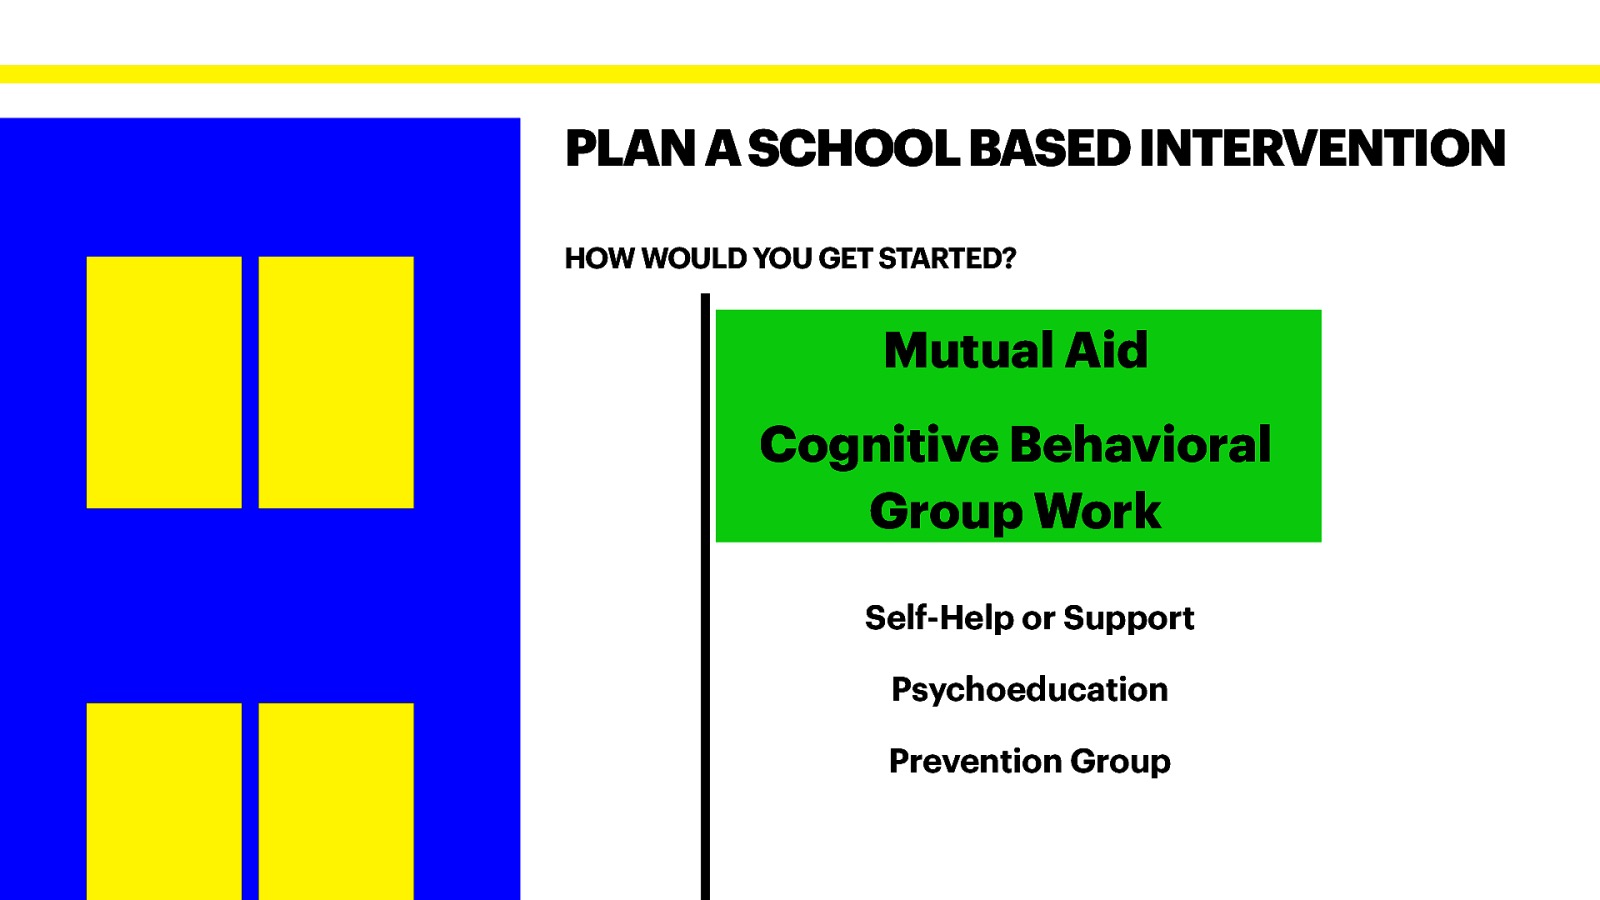 PLAN A SCHOOL BASED INTERVENTION
HOW WOULD YOU GET STARTED?
Mutual Aid
Cognitive Behavioral
Group Work
Self-Help or Support
Psychoeducation
Prevention Group